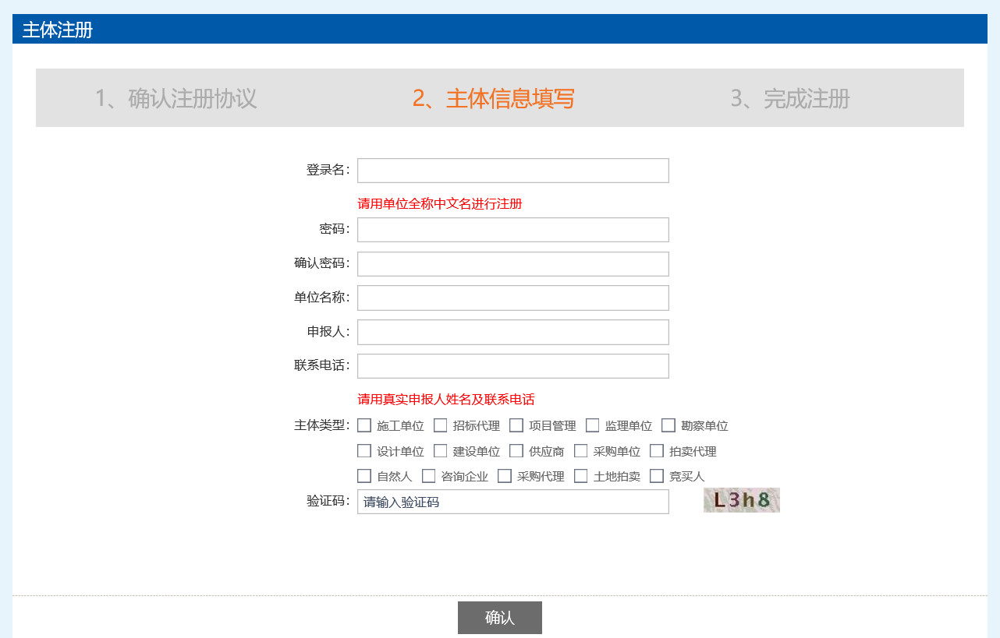 主体注册
1、确认注册协议 2、主体信息填写 3、完成注册
登录名：
请用单位全称中文名进行注册
密码：
确认密码：
单位名称：
申报人：
联系电话：
请用真实申报人姓名及联系电话
主体类型： 施工单位 招标代理 项目管理 监理单位 勘察单位
设计单位 建设单位 供应商 采购单位 拍卖代理
自然人 咨询企业 采购代理 土地拍卖 竞买人
验证码： 请输入验证码 L3h8
确认